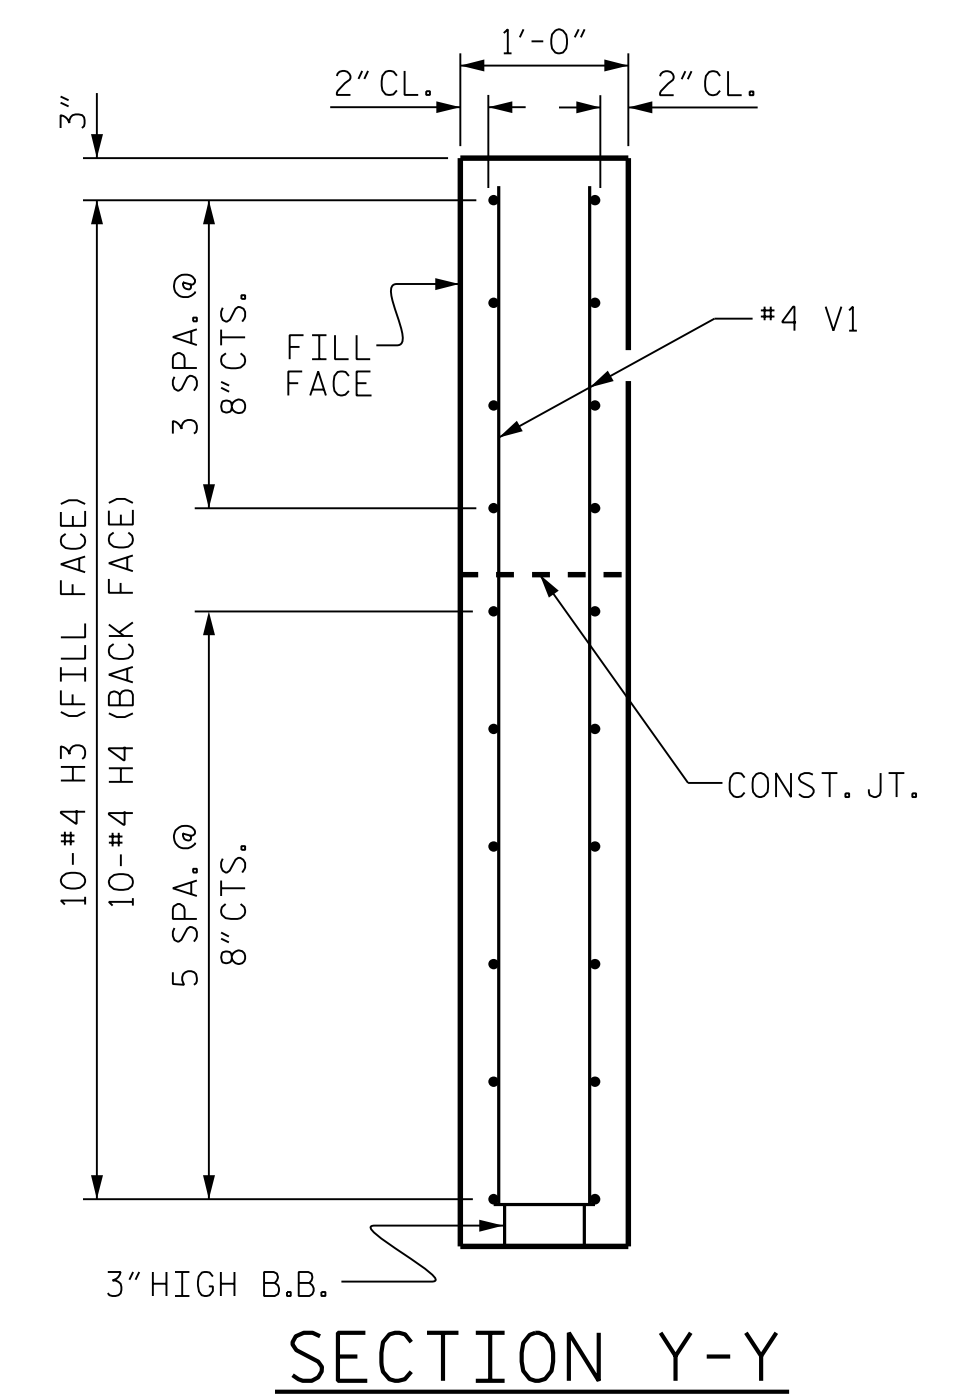 1'-0"
2" CL.
2" CL.
3"
3 SPA. @
8" CTS.
FILL
FACE
#4 V1
10-#4 H3 (FILL FACE)
10-#4 H4 (BACK FACE)
CONST. JT.
5 SPA. @
8" CTS.
3" HIGH B.B.
SECTION Y-Y